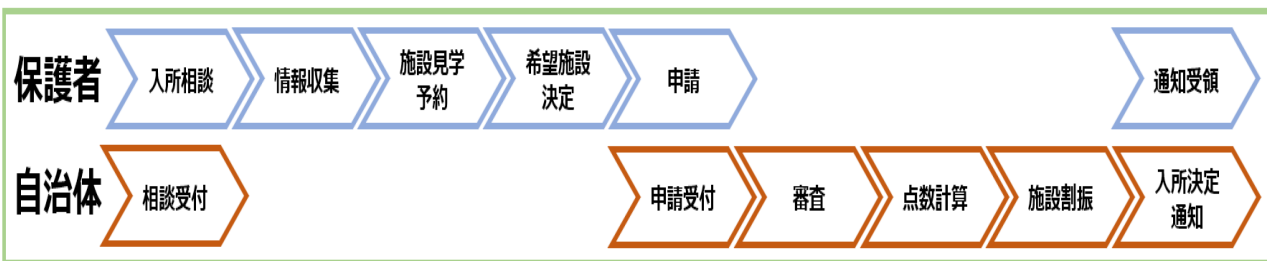 保護者
入所相談
情報収集
施設見学
予約
希望施設
決定
申請
通知受領
自治体
相談受付
申請受付
審査
点数計算
施設割振
入所決定
通知